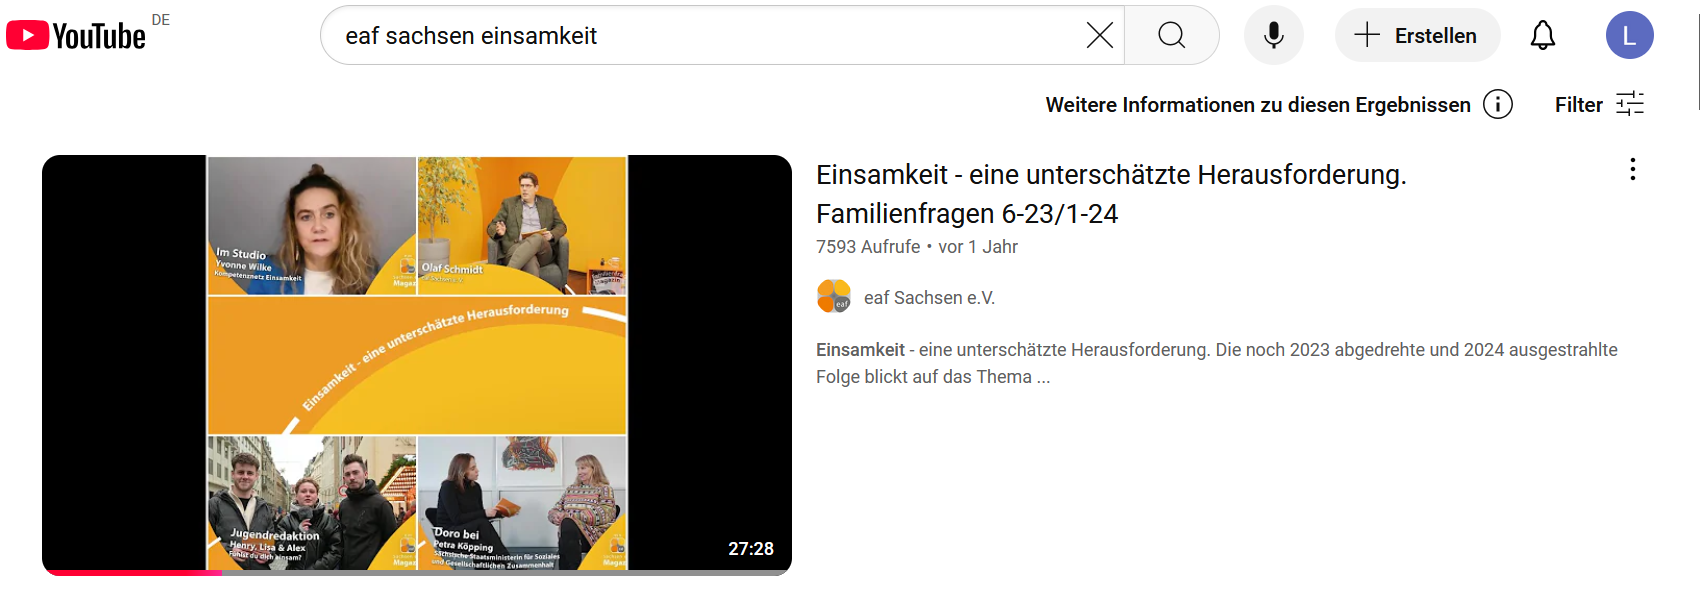 YouTube DE
eaf sachsen einsamkeit
Erstellen
L
Weitere Informationen zu diesen Ergebnissen
Filter
Im Studio
Yvonne Wilke
Kompetenznetz Einsamkeit
Magaz
Olaf Schmidt
magazin
Einsamkeit - eine unterschätzte Herausforderung
Jugendredaktion
Henry, Lisa & Alex
Fühlst du dich einsam?
Magaz
Doro bei
Petra Köpping
Sächsische Staatsministerin für Soziales
und Gesellschaftlichen Zusammenhalt
Magaz
27:28
Einsamkeit - eine unterschätzte Herausforderung.
Familienfragen 6-23/1-24
7593 Aufrufe • vor 1 Jahr
eaf
eaf Sachsen e.V.
Einsamkeit - eine unterschätzte Herausforderung. Die noch 2023 abgedrehte und 2024 ausgestrahlte
Folge blickt auf das Thema ...